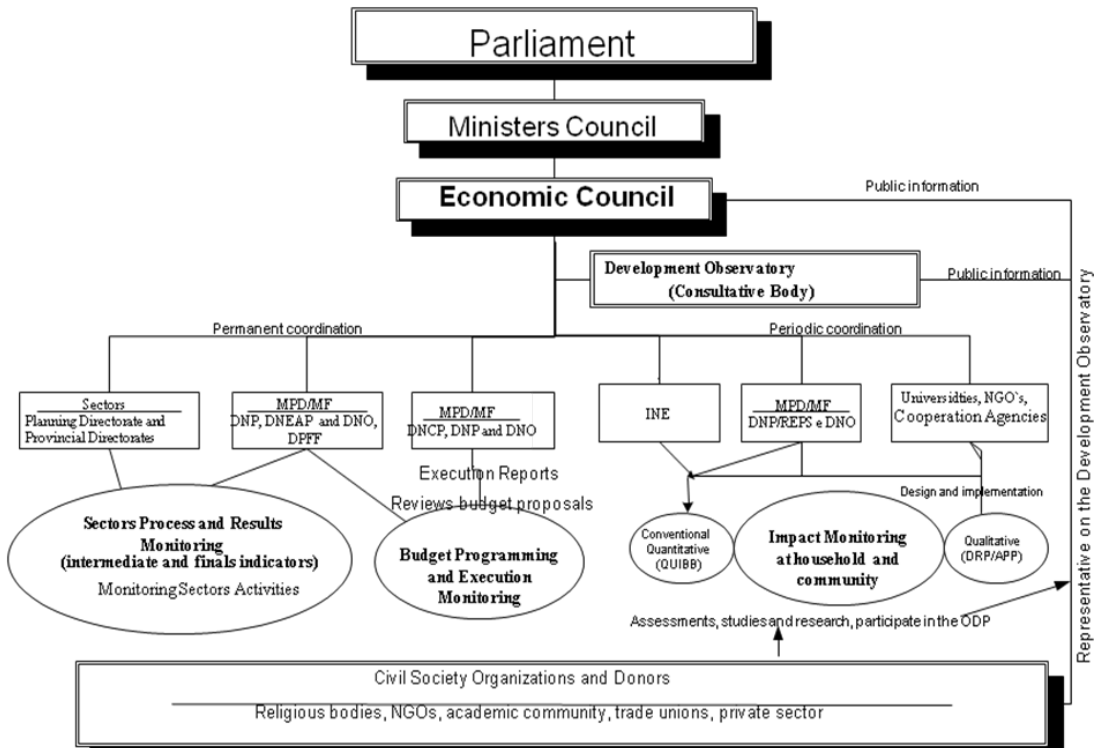 Parliament
Ministers Council
Economic Council
Public information
Development Observatory
(Consultative Body)
Public information
Representative on the Development Observatory
Permanent coordination
Periodic coordination
Sectors
Planning Directorate and
Provincial Directorates
MPD/MF
DNP, DNEAP and DNO,
DPFF
MPD/MF
DNCP, DNP and DNO
INE
MPD/MF
DNP/REPS e DNO
Universidties, NGO`s,
Cooperation Agencies
Execution Reports
Reviews budget proposals
Design and implementation
Sectors Process and Results
Monitoring
(intermediate and finals indicators)
Monitoring Sectors Activities
Budget Programming
and Execution
Monitoring
Conventional
Quantitative
(QUIBB)
Impact Monitoring
at household and
community
Qualitative
(DRP/APP)
Assessments, studies and research, participate in the ODP
Civil Society Organizations and Donors
Religious bodies, NGOs, academic community, trade unions, private sector